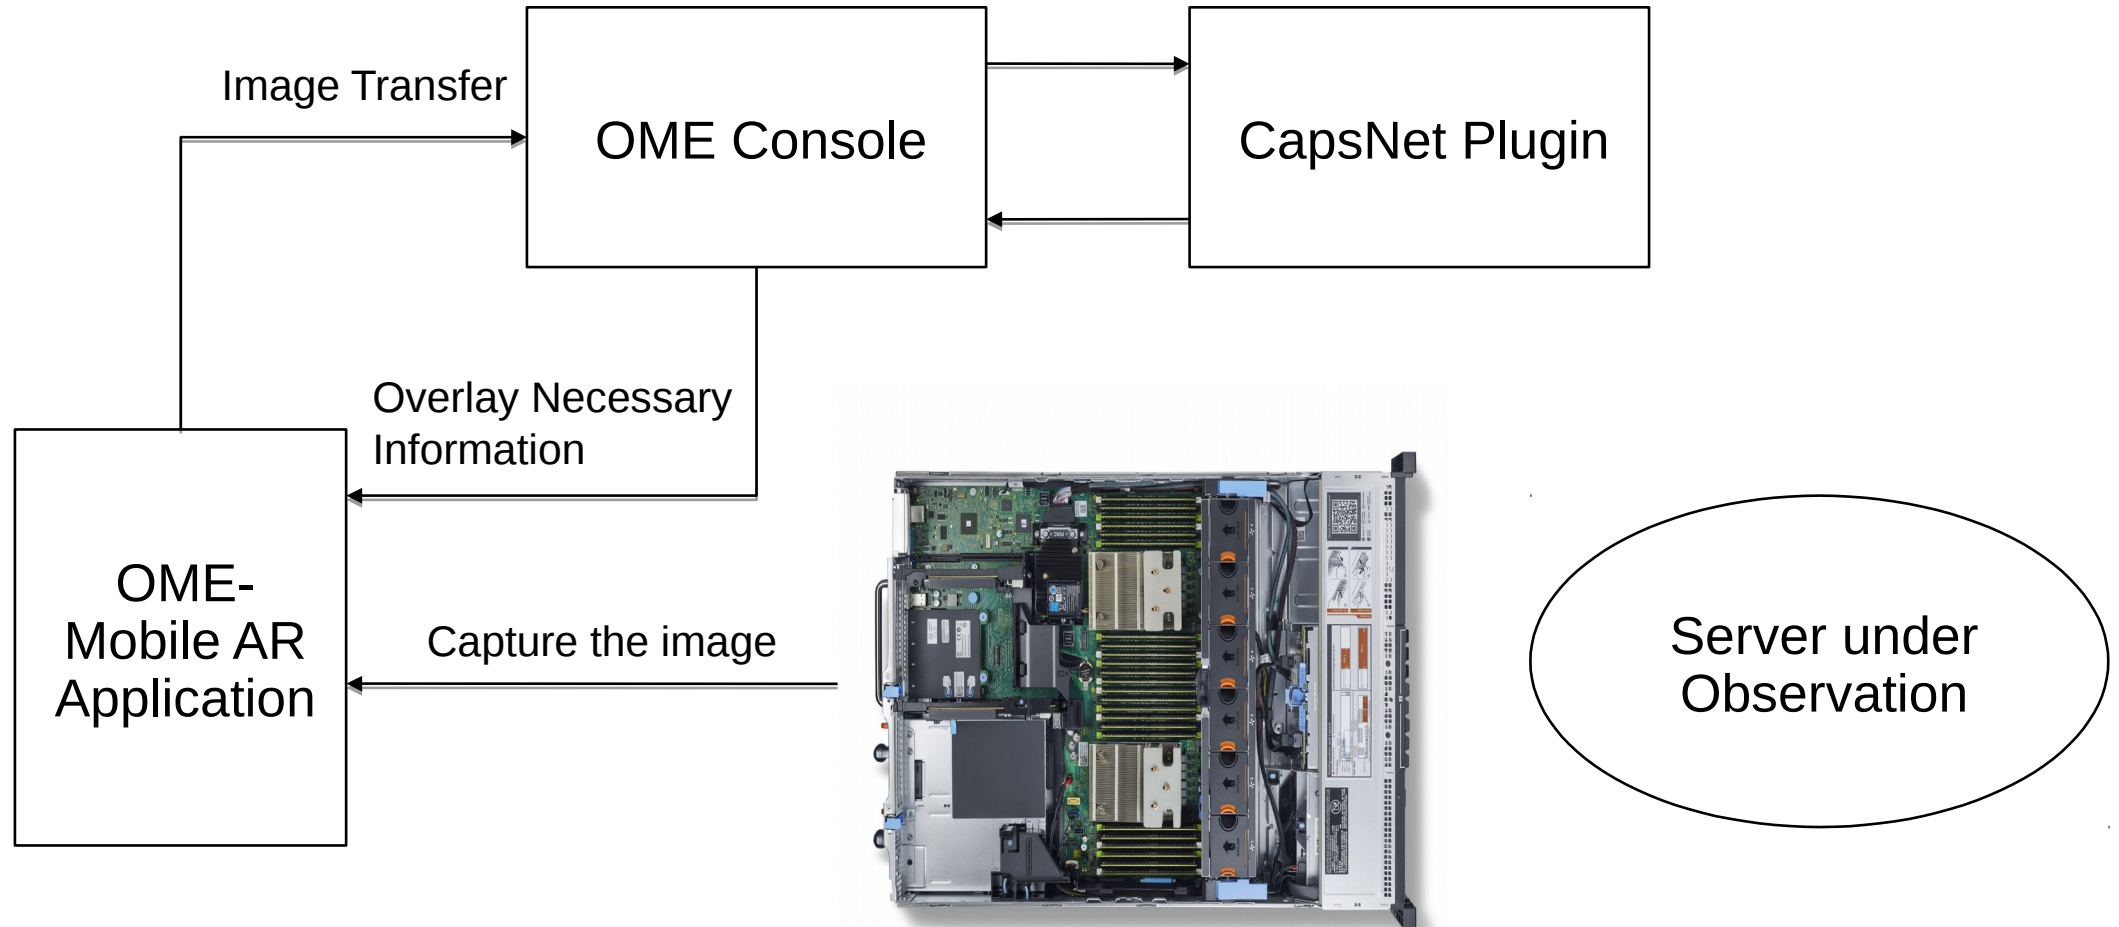 Image Transfer
OME Console
CapsNet Plugin
Overlay Necessary
Information
OME-
Mobile AR
Application
Capture the image
Server under
Observation